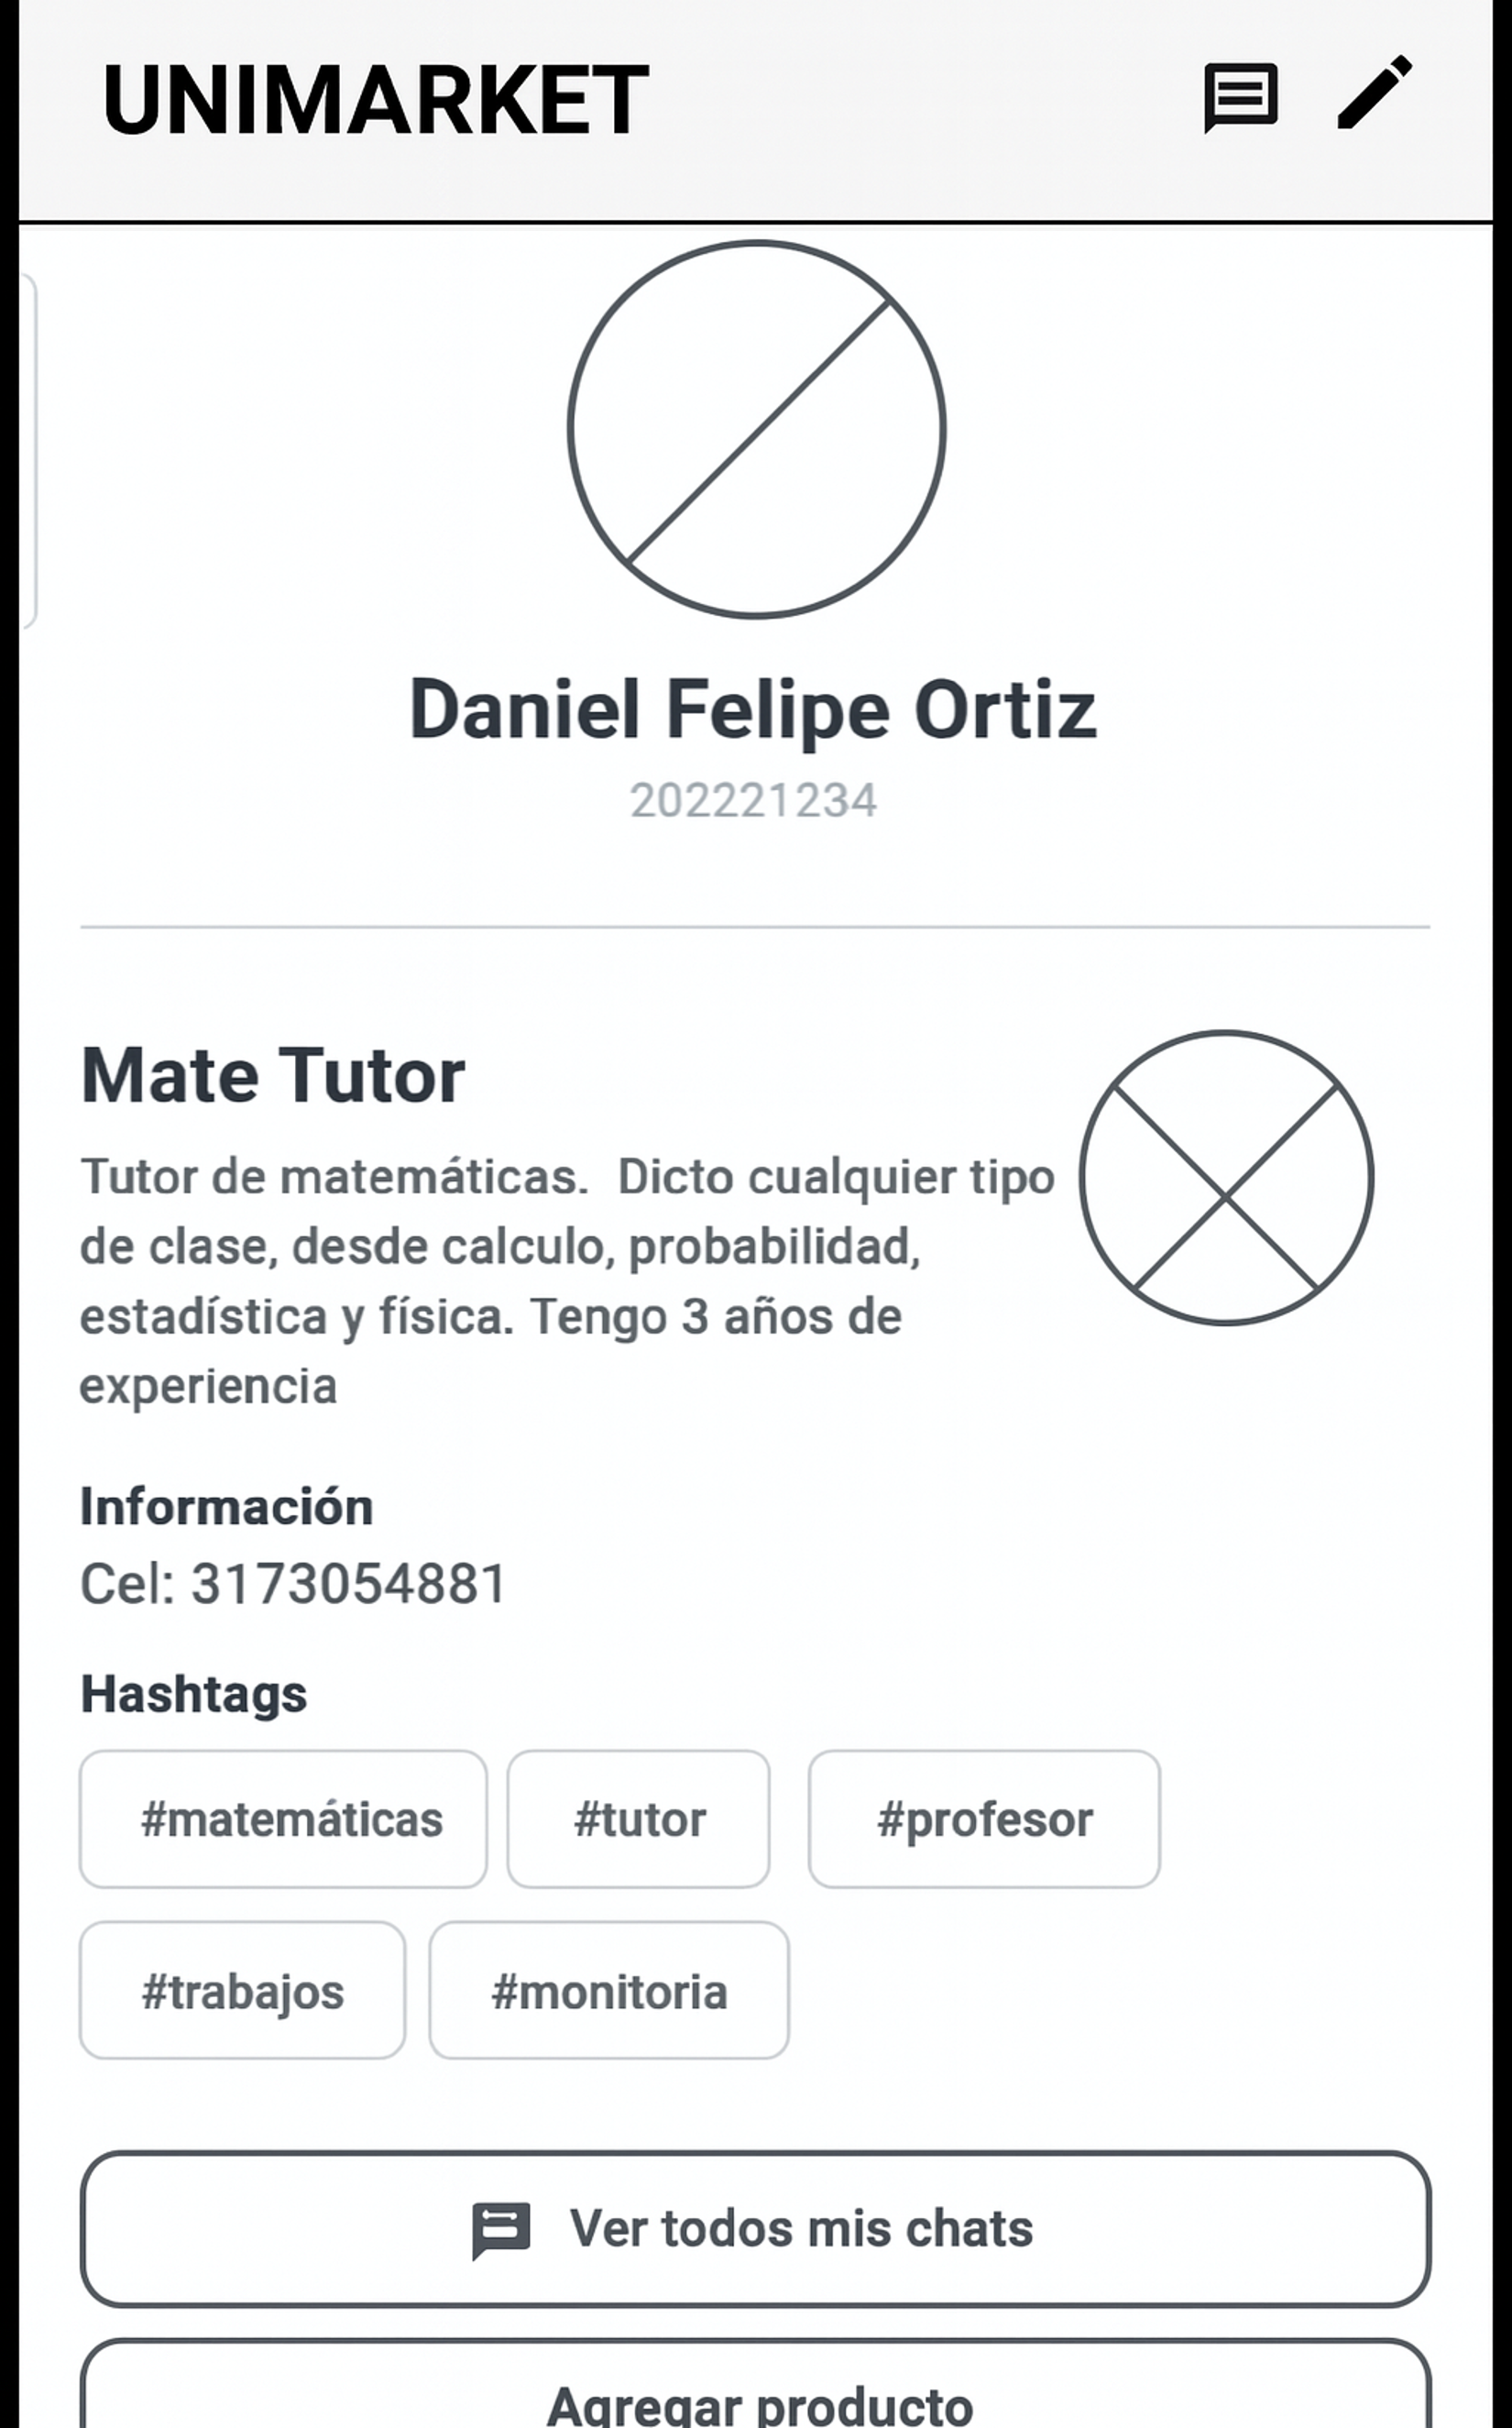 UNIMARKET
Daniel Felipe Ortiz
202221234
Mate Tutor
Tutor de matemáticas.  Dicto cualquier tipo
de clase, desde calculo, probabilidad,
estadística y física. Tengo 3 años de
experiencia
Información
Cel: 3173054881
Hashtags
#matemáticas
#tutor
#profesor
#trabajos
#monitoria
Ver todos mis chats
Agregar producto